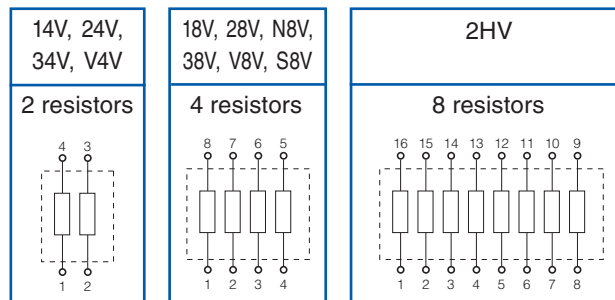 14V, 24V,
34V, V4V
2 resistors
4 3
1 2
18V, 28V, N8V,
38V, V8V, S8V
4 resistors
8 7 6 5
1 2 3 4
2HV
8 resistors
16 15 14 13 12 11 10 9
1 2 3 4 5 6 7 8